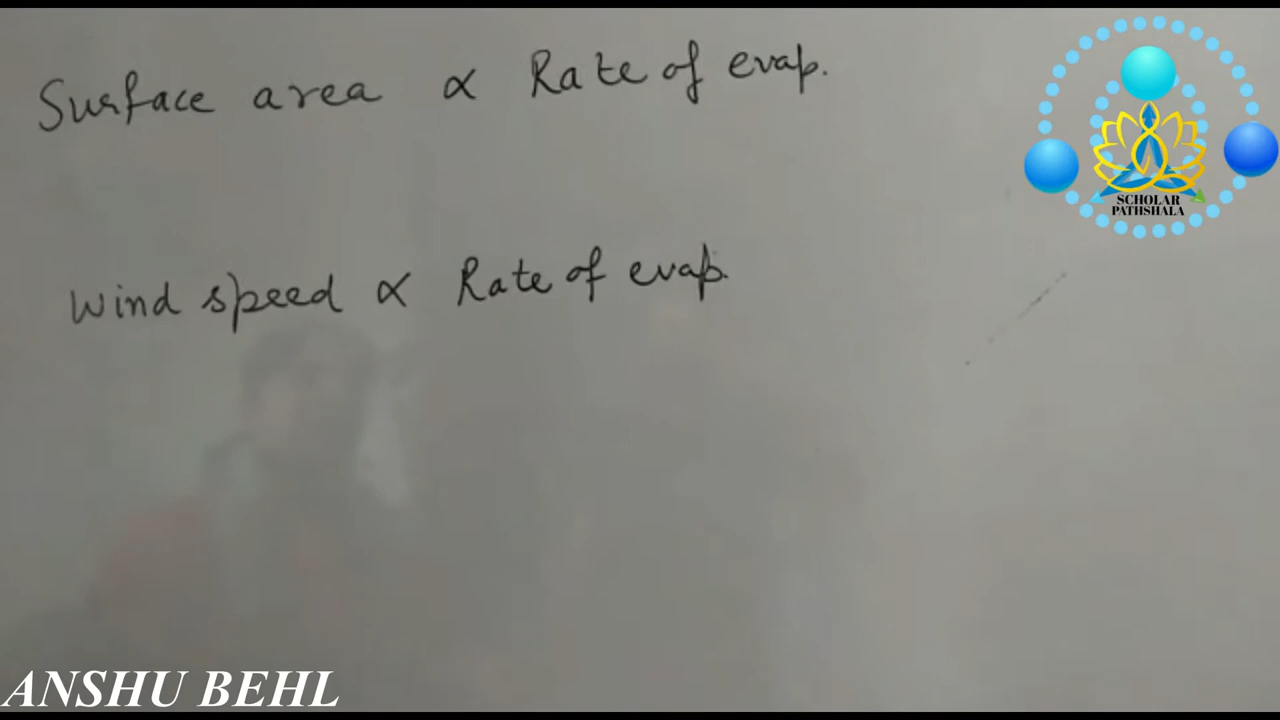 Surface area ∝ Rate of evap.
SCHOLAR
PATHSHALA
Wind speed ∝ Rate of evap.
ANSHU BEHL